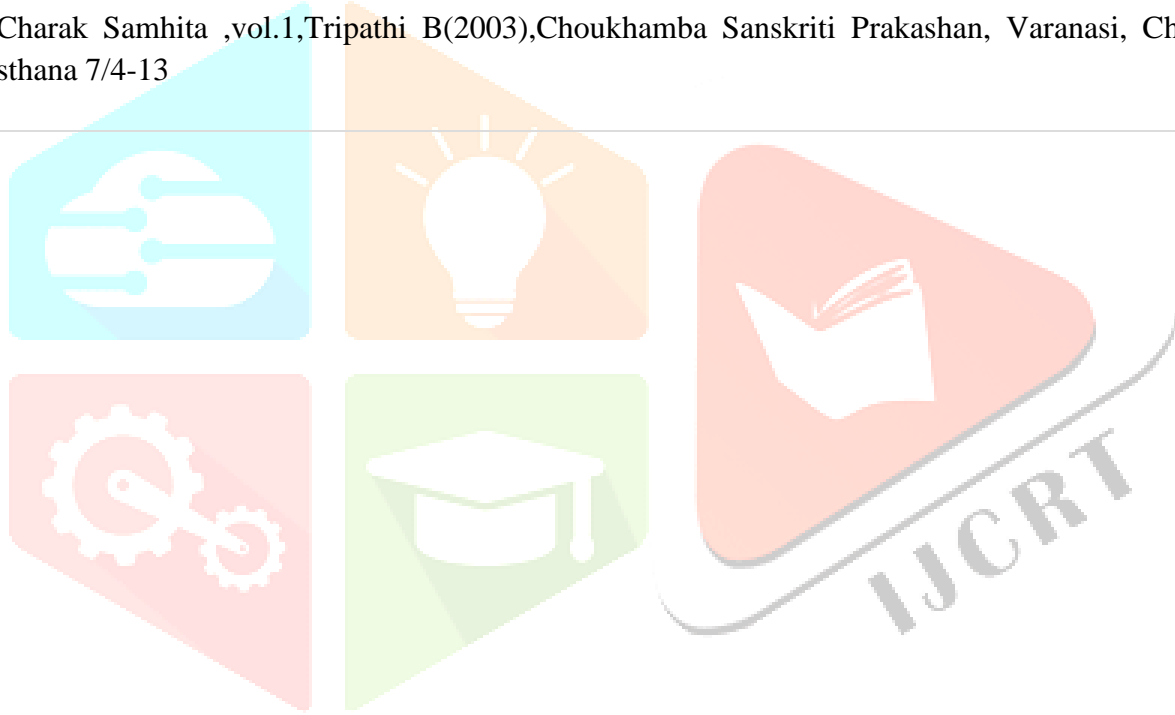 Charak Samhita ,vol.1,Tripathi B(2003),Choukhamba Sanskriti Prakashan, Varanasi, Ch
sthana 7/4-13
IJCRT